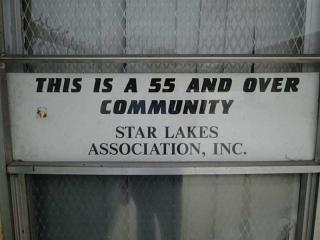 THIS IS A 55 AND OVER
COMMUNITY
STAR LAKES
ASSOCIATION, INC.